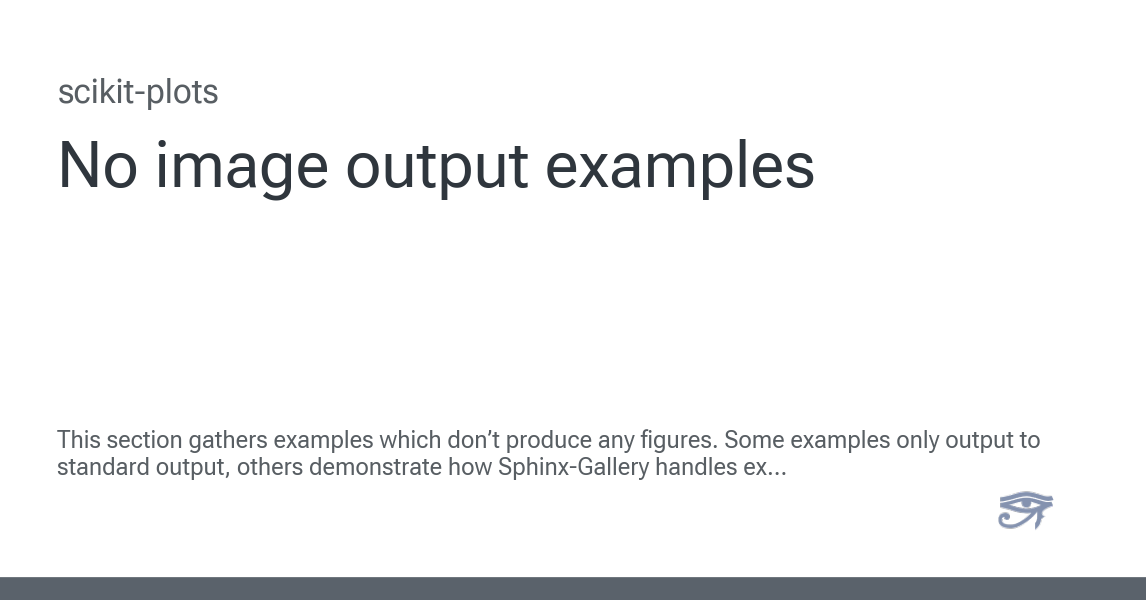 scikit-plots
No image output examples
This section gathers examples which don’t produce any figures. Some examples only output to
standard output, others demonstrate how Sphinx-Gallery handles ex...